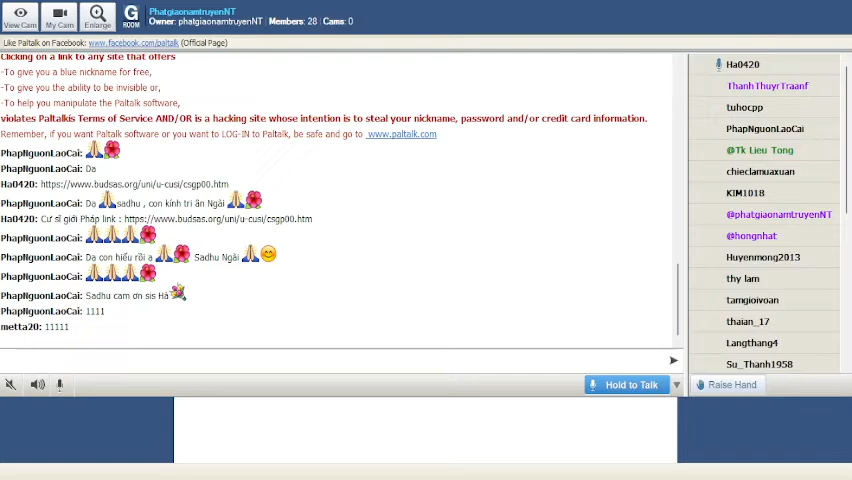 View Cam
My Cam
Enlarge
G
ROOM
PhatgiaonamtruyenNT
Owner: phatgiaonamtruyenNT | Members: 28 | Cams: 0
Like Paltalk on Facebook: www.facebook.com/paltalk (Official Page)
Clicking on a link to any site that offers
-To give you a blue nickname for free,
-To give you the ability to be invisible or,
-To help you manipulate the Paltalk software,
violates Paltalkís Terms of Service AND/OR is a hacking site whose intention is to steal your nickname, password and/or credit card information.
Remember, if you want Paltalk software or you want to LOG-IN to Paltalk, be safe and go to www.paltalk.com
PhapNguonLaoCai:
PhapNguonLaoCai: Da
Ha0420: https://www.budsas.org/uni/u-cusi/csgp00.htm
PhapNguonLaoCai: Dạ sadhu , con kính tri ân Ngài
Ha0420: Cư sĩ giới Pháp link : https://www.budsas.org/uni/u-cusi/csgp00.htm
PhapNguonLaoCai:
PhapNguonLaoCai: Dạ con hiểu rồi ạ Sadhu Ngài
PhapNguonLaoCai:
PhapNguonLaoCai: Sadhu cam ơn sis Hà
PhapNguonLaoCai: 1111
metta20: 11111
Hold to Talk
Ha0420
ThanhThuyrTraanf
tuhocpp
PhapNguonLaoCai
@Tk Lieu Tong
chieclamuaxuan
KIM1018
@phatgiaonamtruyenNT
@hongnhat
Huyenmong2013
thy lam
tamgioivoan
thaian_17
Langthang4
Su_Thanh1958
Raise Hand